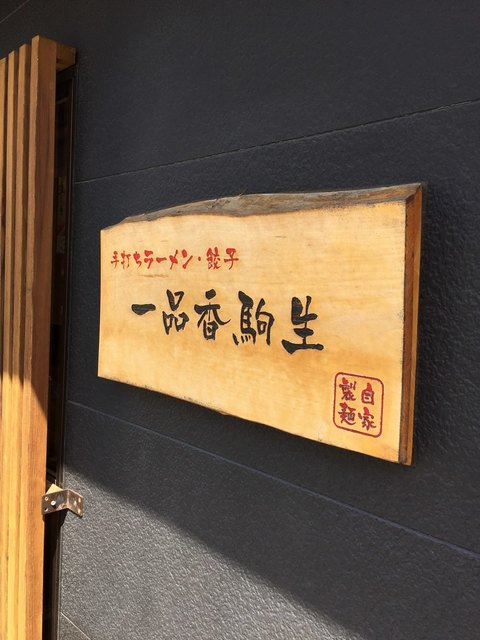 手打ちラーメン・餃子
一品香駒生
自家
製麺